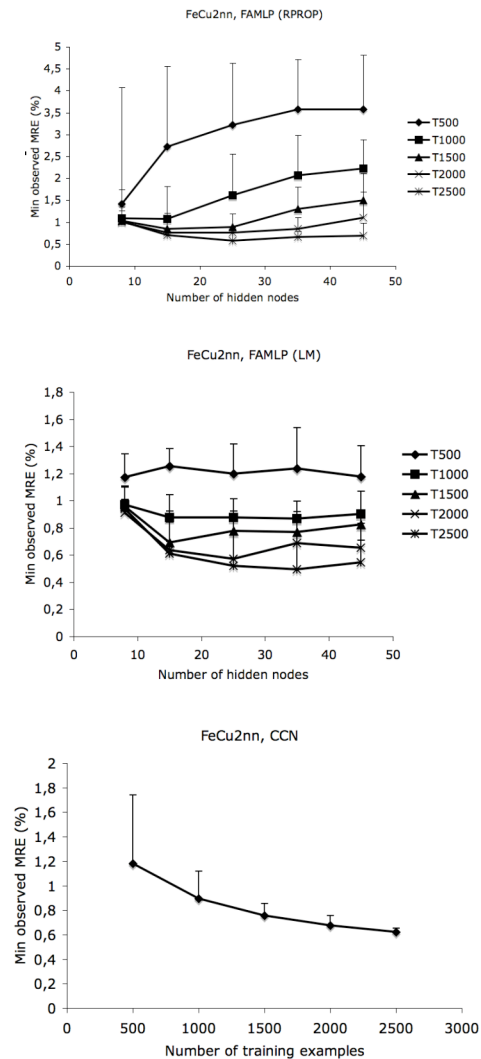 FeCu2nn, FAMLP (RPROP)
Min observed MRE (%)
5
4,5
4
3,5
3
2,5
2
1,5
1
0,5
0
0 10 20 30 40 50
Number of hidden nodes
T500
T1000
T1500
T2000
T2500
FeCu2nn, FAMLP (LM)
Min observed MRE (%)
1,8
1,6
1,4
1,2
1
0,8
0,6
0,4
0,2
0
0 10 20 30 40 50
Number of hidden nodes
T500
T1000
T1500
T2000
T2500
FeCu2nn, CCN
Min observed MRE (%)
2
1,8
1,6
1,4
1,2
1
0,8
0,6
0,4
0,2
0
0 500 1000 1500 2000 2500 3000
Number of training examples